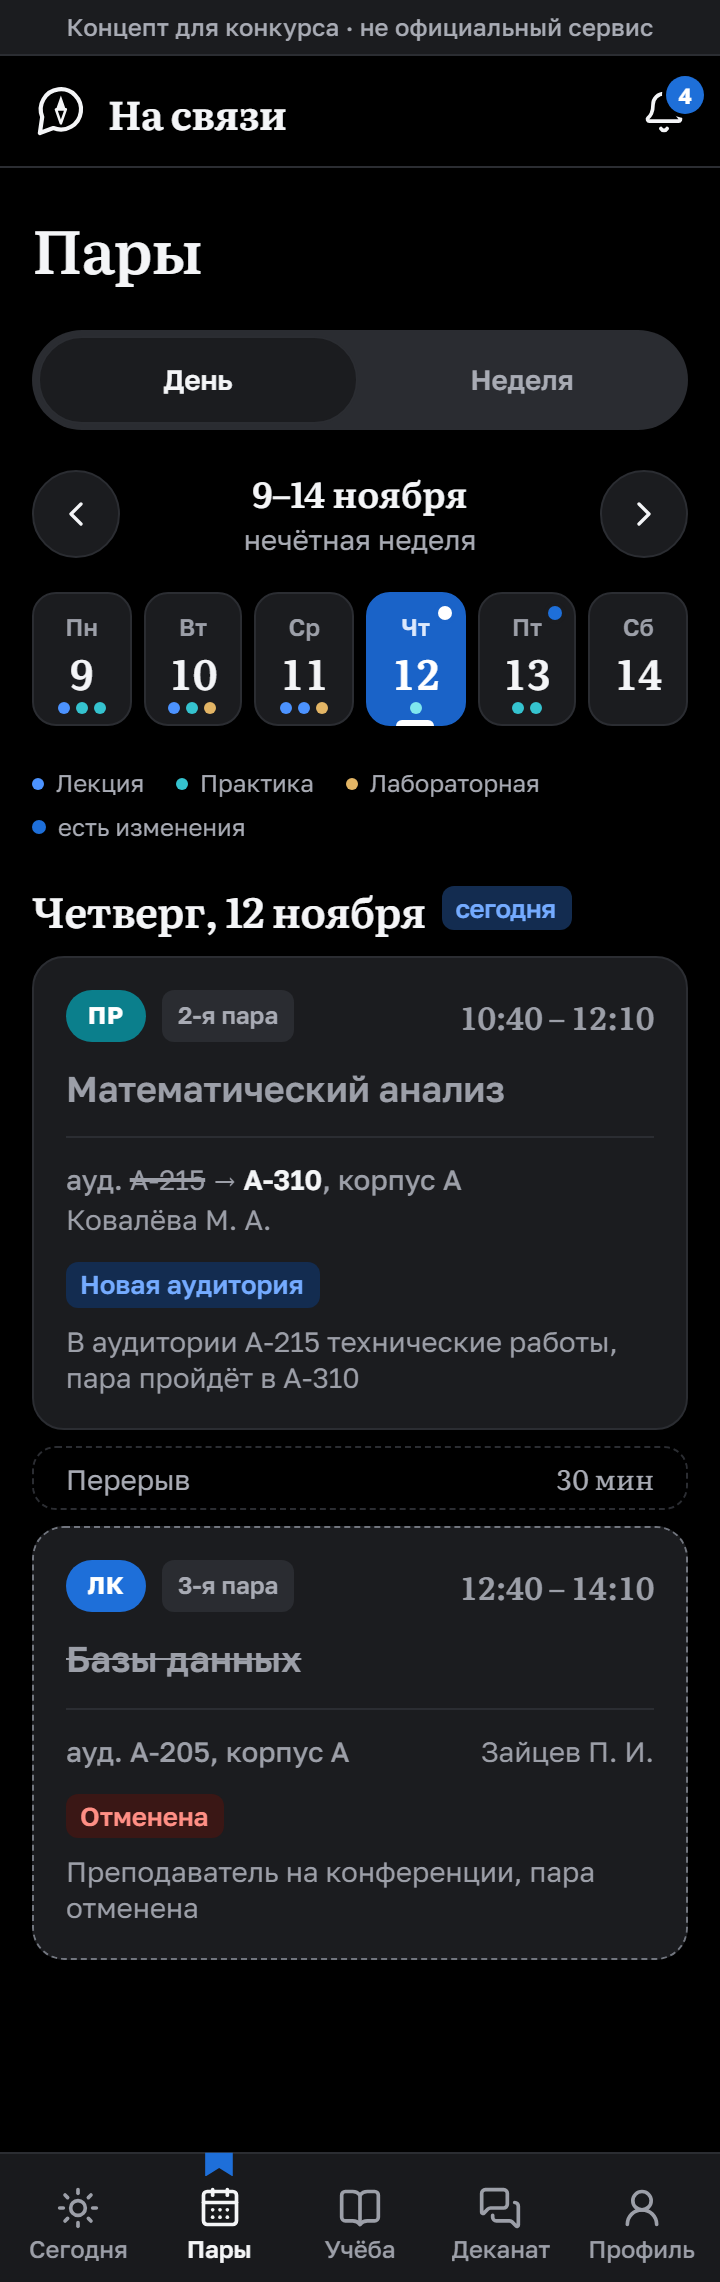 Концепт для конкурса · не официальный сервис
На связи
4
Пары
День Неделя
9–14 ноября
нечётная неделя
Пн Вт Ср Чт Пт Сб
9 10 11 12 13 14
Лекция Практика Лабораторная
есть изменения
Четверг, 12 ноября сегодня
ПР 2-я пара 10:40 – 12:10
Математический анализ
ауд. А-215 → А-310, корпус А
Ковалёва М. А.
Новая аудитория
В аудитории А-215 технические работы,
пара пройдёт в А-310
Перерыв 30 мин
ЛК 3-я пара 12:40 – 14:10
Базы данных
ауд. А-205, корпус А Зайцев П. И.
Отменена
Преподаватель на конференции, пара
отменена
Сегодня Пары Учёба Деканат Профиль